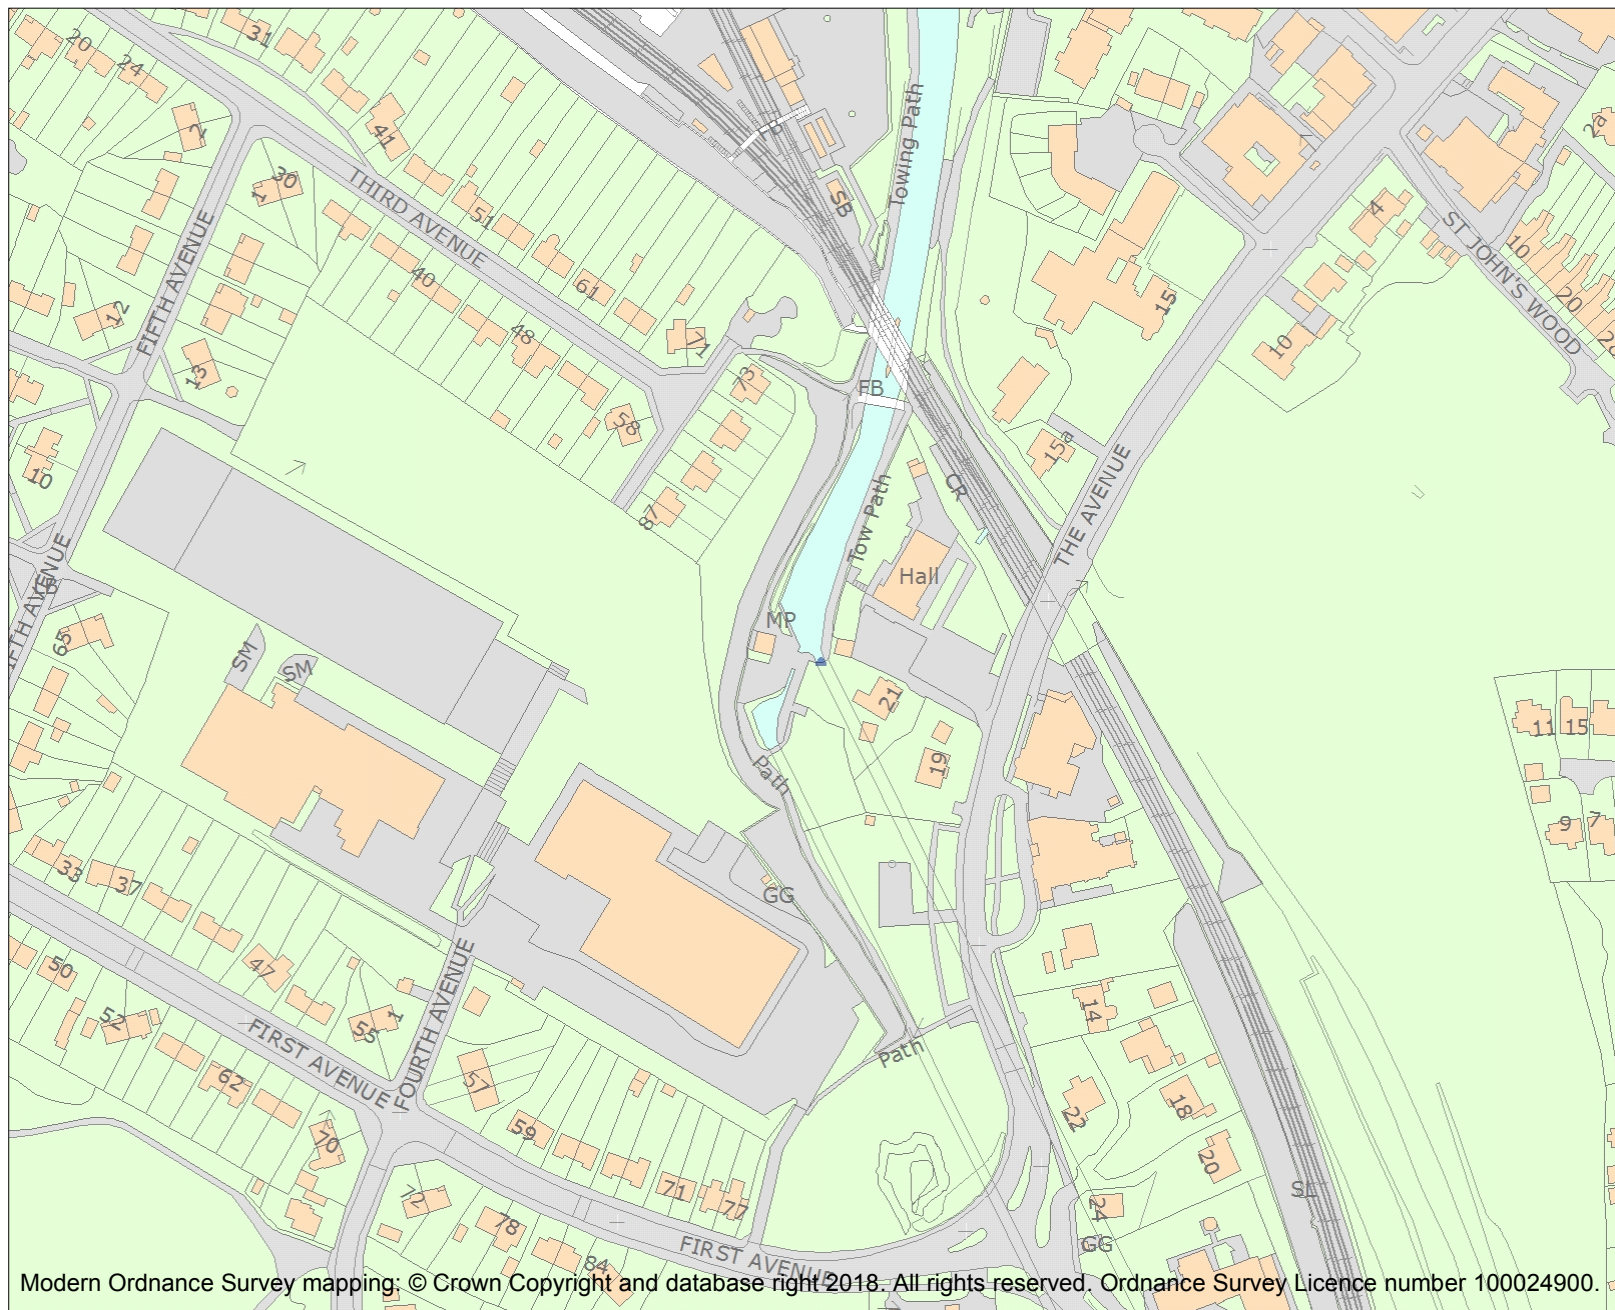 31
20
24
2
41
FP
Towing Path
2a
30
1
THIRD AVENUE
51
SB
4
ST JOHN'S WOOD
10
20
FIFTH AVENUE
40
61
15
12
48
71
10
13
73
FB
58
15a
10
87
Tow Path
CR
THE AVENUE
FIFTH AVENUE
Hall
MP
65
SM
SM
21
19
Path
11
15
9
7
33
37
GG
50
47
52
55
1
FOURTH AVENUE
FIRST AVENUE
14
Path
57
62
22
18
59
70
20
71
72
77
78
24
SL
84
GG
FIRST AVENUE
Modern Ordnance Survey mapping: © Crown Copyright and database right 2018. All rights reserved. Ordnance Survey Licence number 100024900.